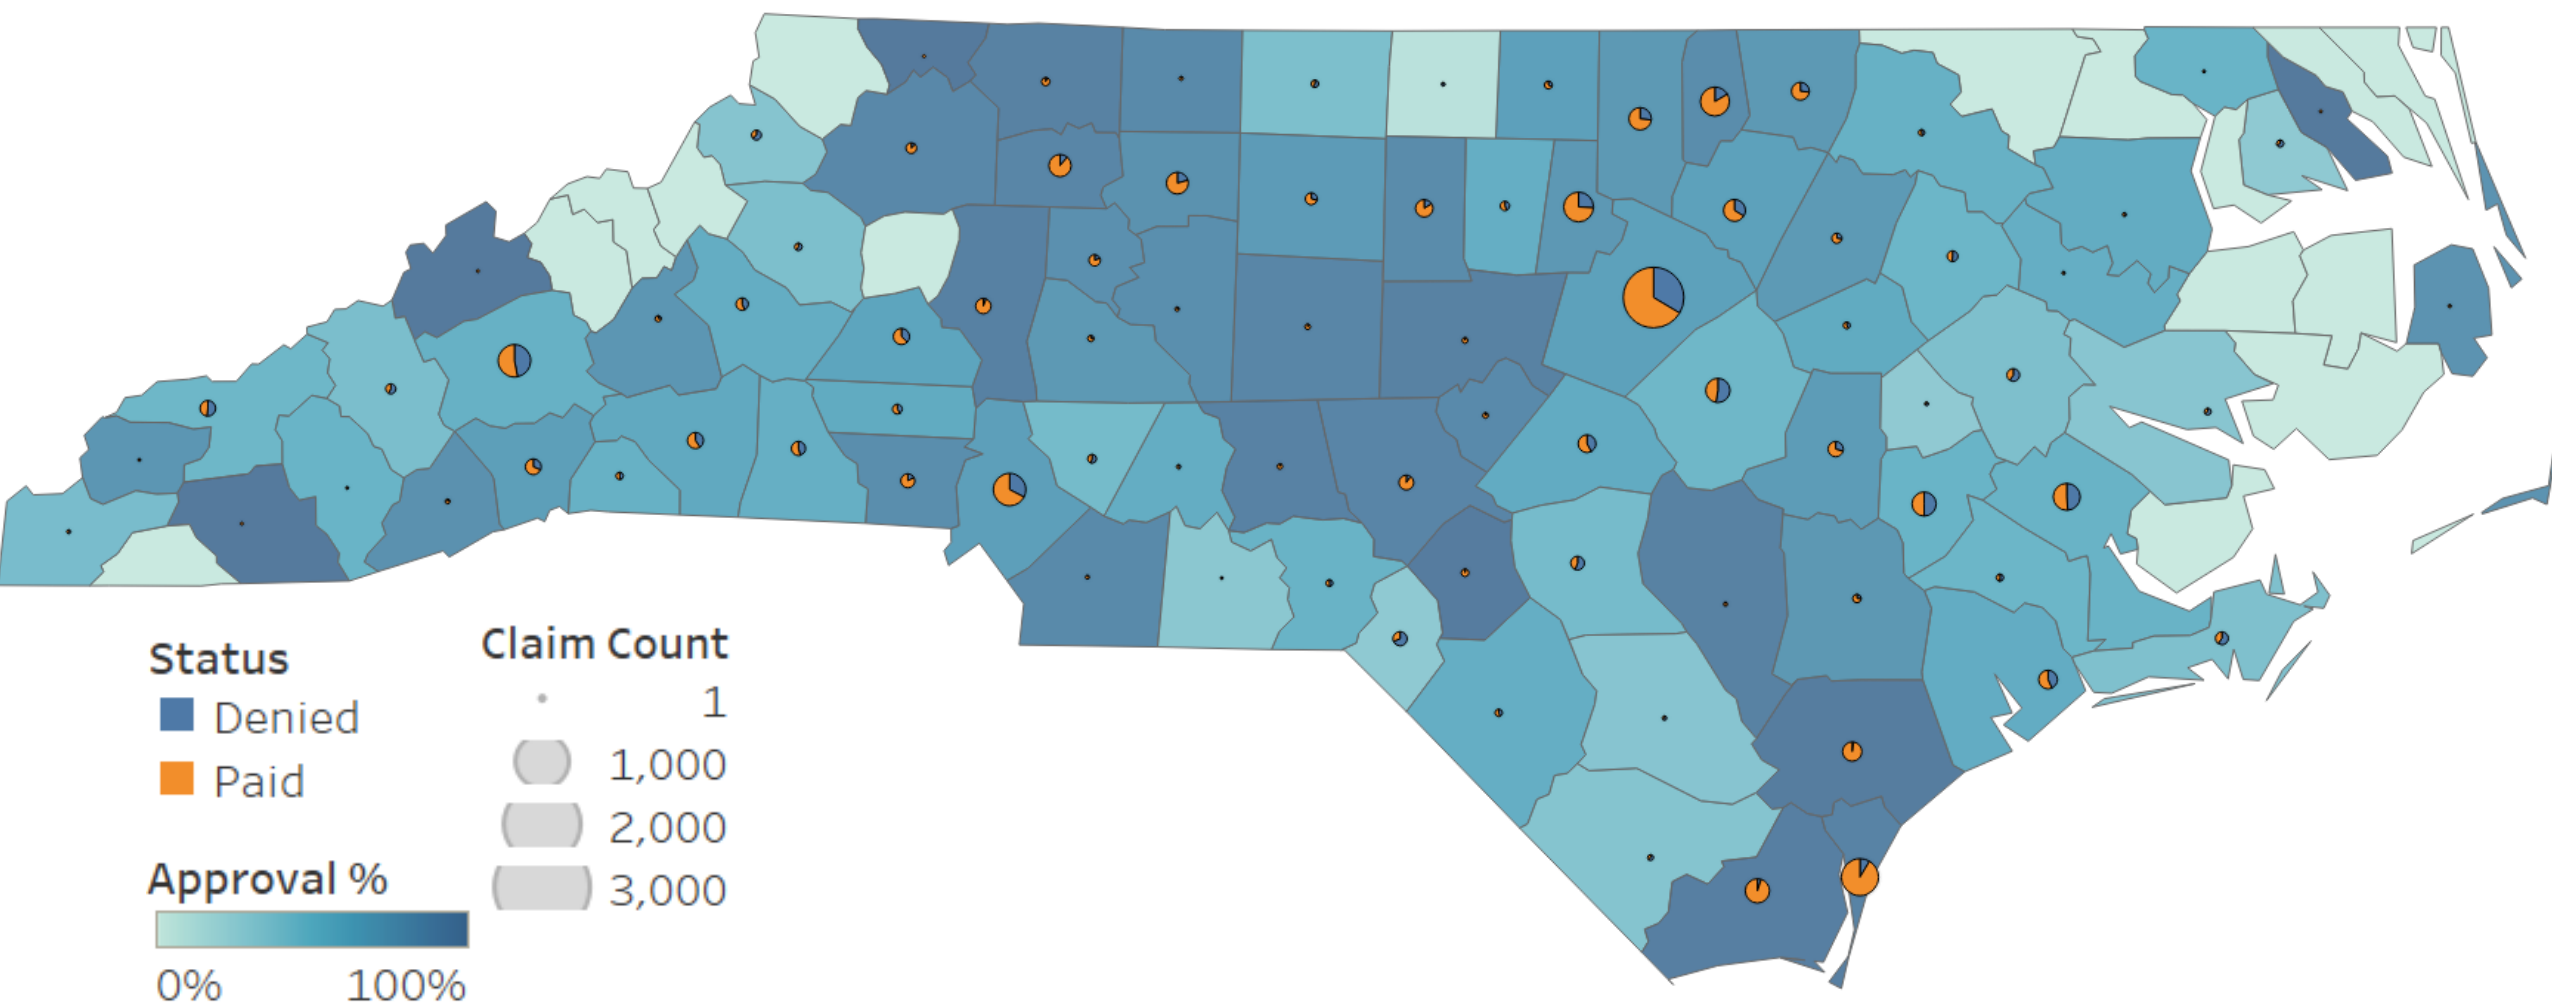 Status
Denied
Paid
Claim Count
1
1,000
2,000
3,000
Approval %
0% 100%